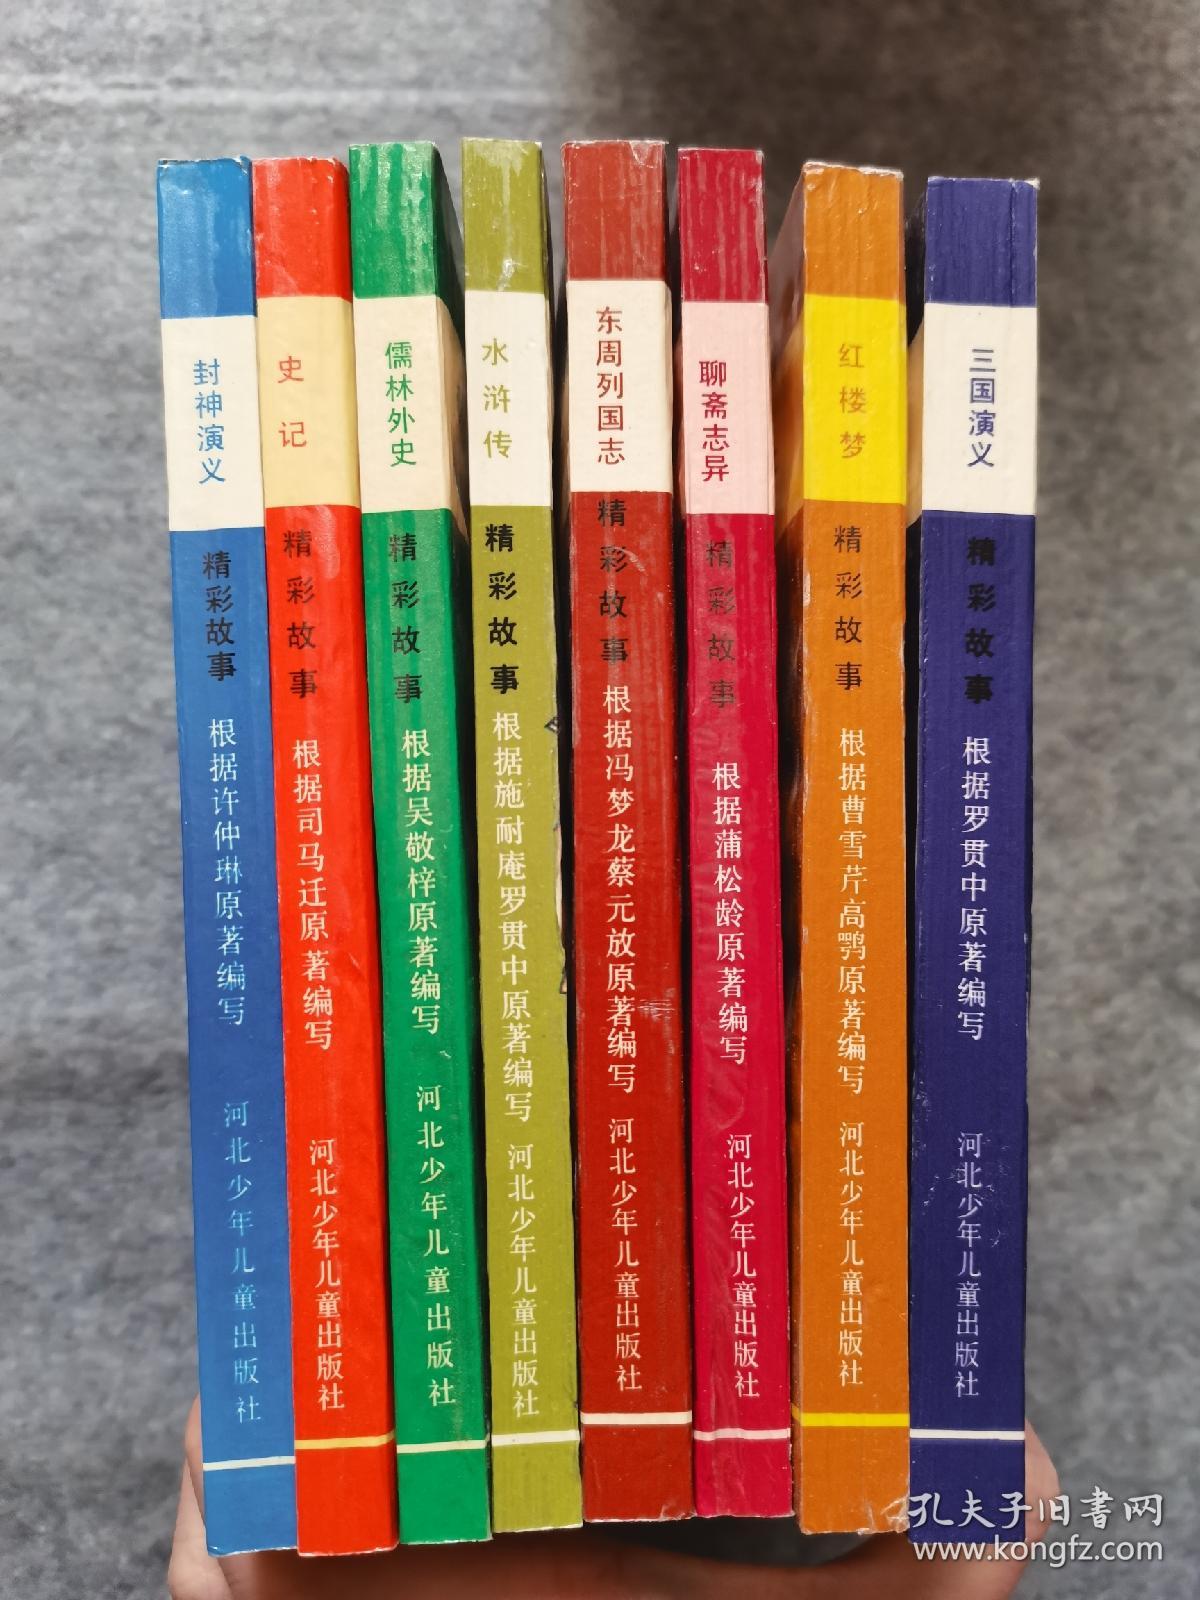 封神演义
精彩故事
根据许仲琳原著编写
河北少年儿童出版社
史记
精彩故事
根据司马迁原著编写
河北少年儿童出版社
儒林外史
精彩故事
根据吴敬梓原著编写
河北少年儿童出版社
水浒传
精彩故事
根据施耐庵罗贯中原著编写
河北少年儿童出版社
东周列国志
精彩故事
根据冯梦龙蔡元放原著编写
河北少年儿童出版社
聊斋志异
精彩故事
根据蒲松龄原著编写
河北少年儿童出版社
红楼梦
精彩故事
根据曹雪芹高鹗原著编写
河北少年儿童出版社
三国演义
精彩故事
根据罗贯中原著编写
河北少年儿童出版社
孔夫子旧书网
www.kongfz.com